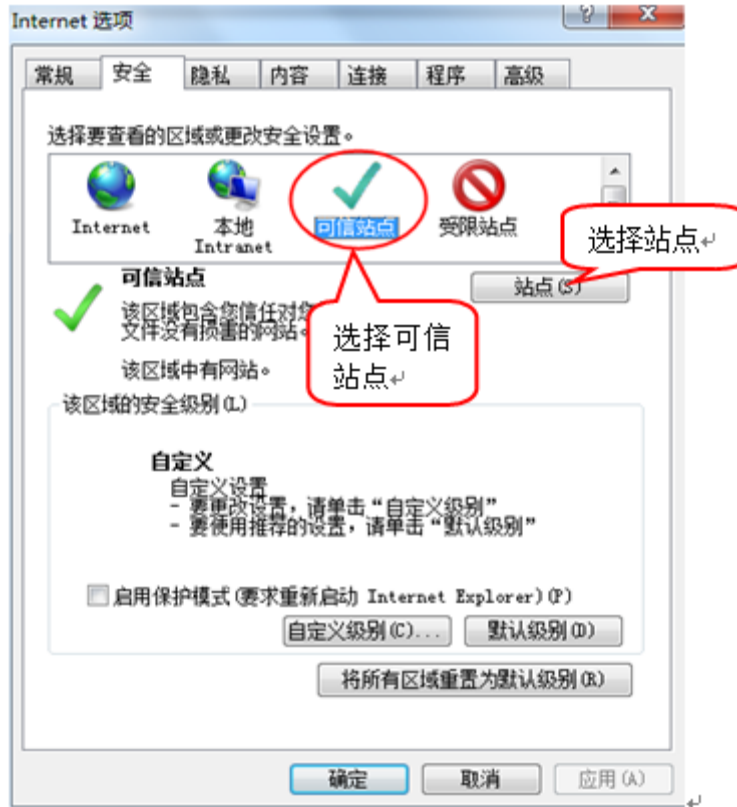 Internet 选项
常规 安全 隐私 内容 连接 程序 高级
选择要查看的区域或更改安全设置。
Internet
本地
Intranet
可信站点
受限站点
选择站点
可信站点
站点(S)
该区域包含您信任对您
文件没有损害的网站。
选择可信
站点
该区域中有网站。
该区域的安全级别(L)
自定义
自定义设置
- 要更改设置，请单击“自定义级别”
- 要使用推荐的设置，请单击“默认级别”
启用保护模式(要求重新启动 Internet Explorer)(P)
自定义级别(C)... 默认级别(D)
将所有区域重置为默认级别(R)
确定 取消 应用(A)